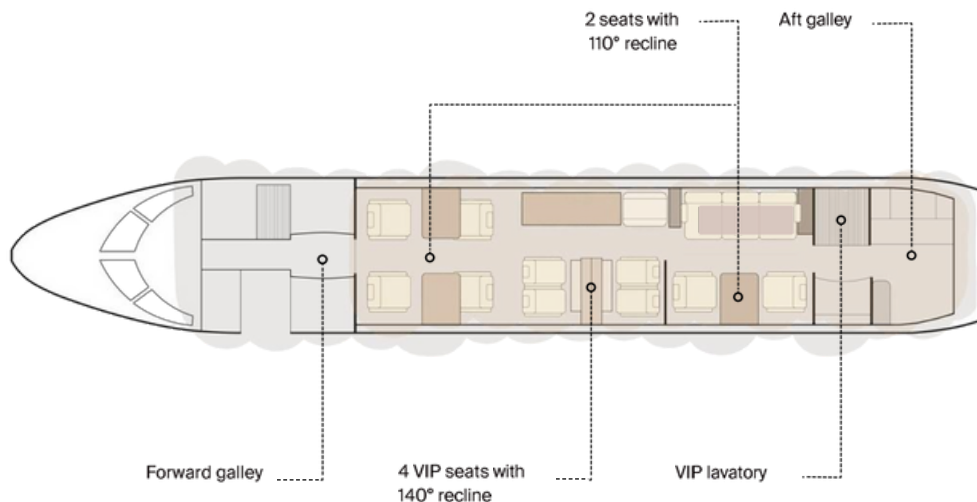 2 seats with
110° recline
Aft galley
Forward galley
4 VIP seats with
140° recline
VIP lavatory